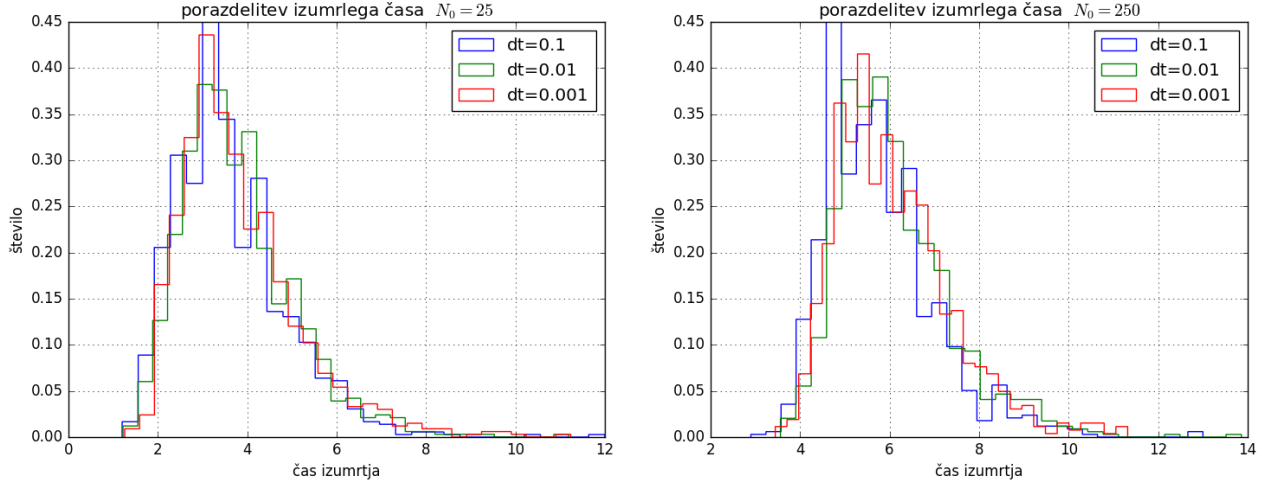 porazdelitev izumrlega časa N₀ = 25
0.45
0.40
0.35
0.30
0.25
0.20
0.15
0.10
0.05
0.00
število
dt=0.1
dt=0.01
dt=0.001
0 2 4 6 8 10 12
čas izumrtja
porazdelitev izumrlega časa N₀ = 250
0.45
0.40
0.35
0.30
0.25
0.20
0.15
0.10
0.05
0.00
število
dt=0.1
dt=0.01
dt=0.001
2 4 6 8 10 12 14
čas izumrtja